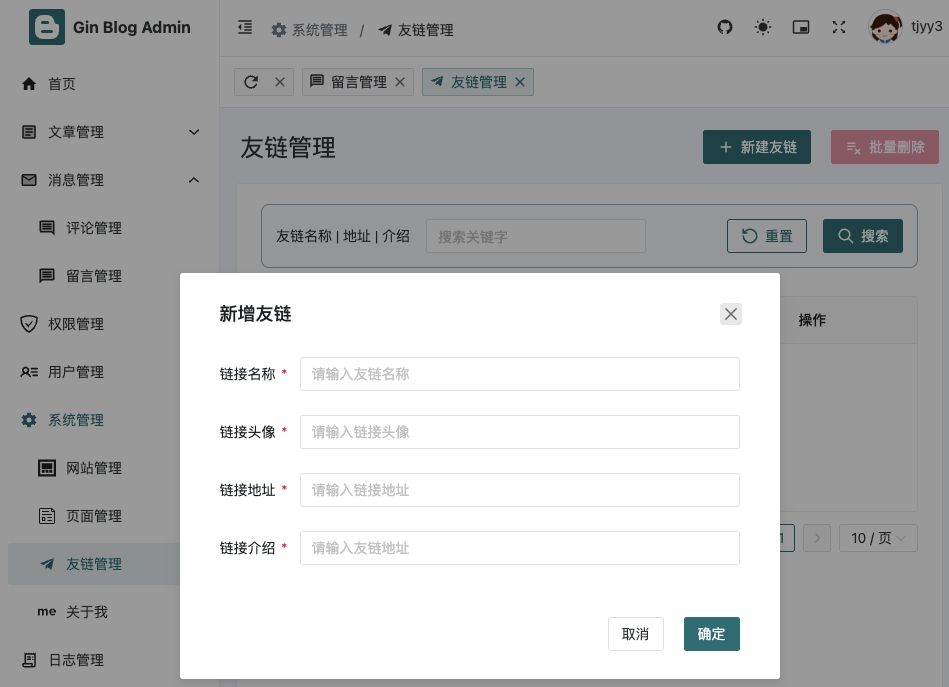 Gin Blog Admin
系统管理 / 友链管理
tjyy3
首页
文章管理
消息管理
评论管理
留言管理
权限管理
用户管理
系统管理
网站管理
页面管理
友链管理
me 关于我
日志管理
留言管理
友链管理
友链管理
新建友链
批量删除
友链名称 | 地址 | 介绍
搜索关键字
重置
搜索
操作
1
10 / 页
新增友链
链接名称 *
请输入友链名称
链接头像 *
请输入链接头像
链接地址 *
请输入链接地址
链接介绍 *
请输入友链地址
取消
确定